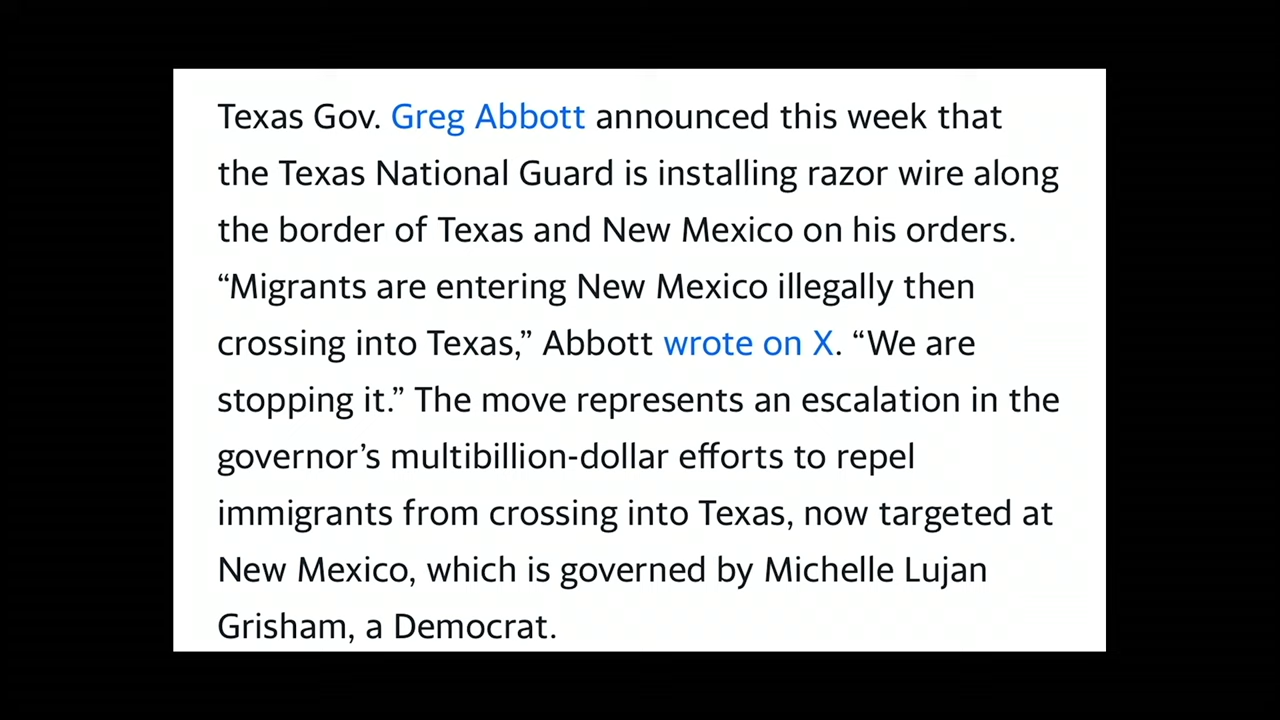 Texas Gov. Greg Abbott announced this week that
the Texas National Guard is installing razor wire along
the border of Texas and New Mexico on his orders.
“Migrants are entering New Mexico illegally then
crossing into Texas,” Abbott wrote on X. “We are
stopping it.” The move represents an escalation in the
governor’s multibillion-dollar efforts to repel
immigrants from crossing into Texas, now targeted at
New Mexico, which is governed by Michelle Lujan
Grisham, a Democrat.